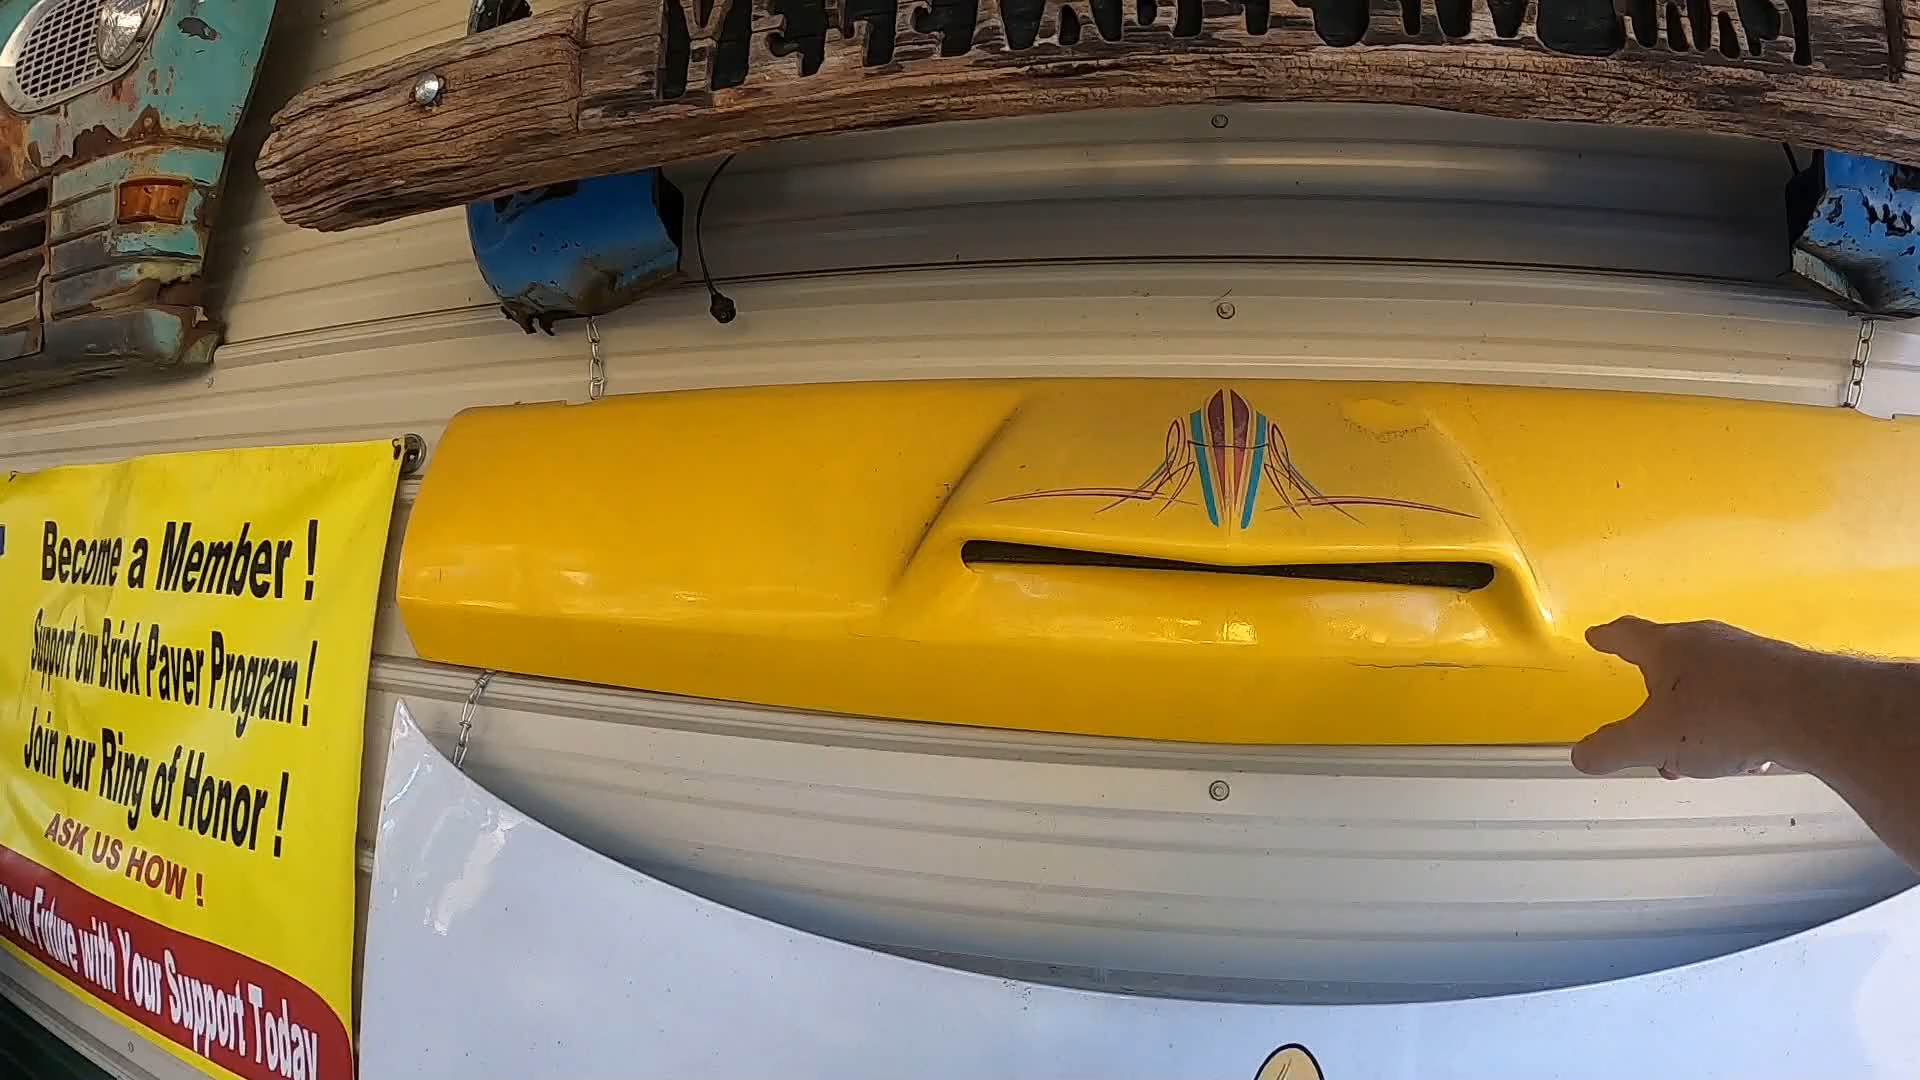 Become a Member !
Support our Brick Paver Program !
Join our Ring of Honor !
ASK US HOW !
our Future with Your Support Today